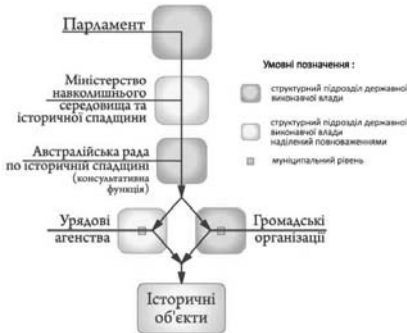 Парламент
Міністерство
навколишнього
середовища та
історичної спадщини
Австралійська рада
по історичній спадщині
(консультативна
функція)
Урядові
агенства
Громадські
організації
Історичні
об'єкти
Умовні позначення :
структурний підрозділ державної
виконавчої влади
структурний підрозділ державної
виконавчої влади
наділений повноваженнями
муніципальний рівень